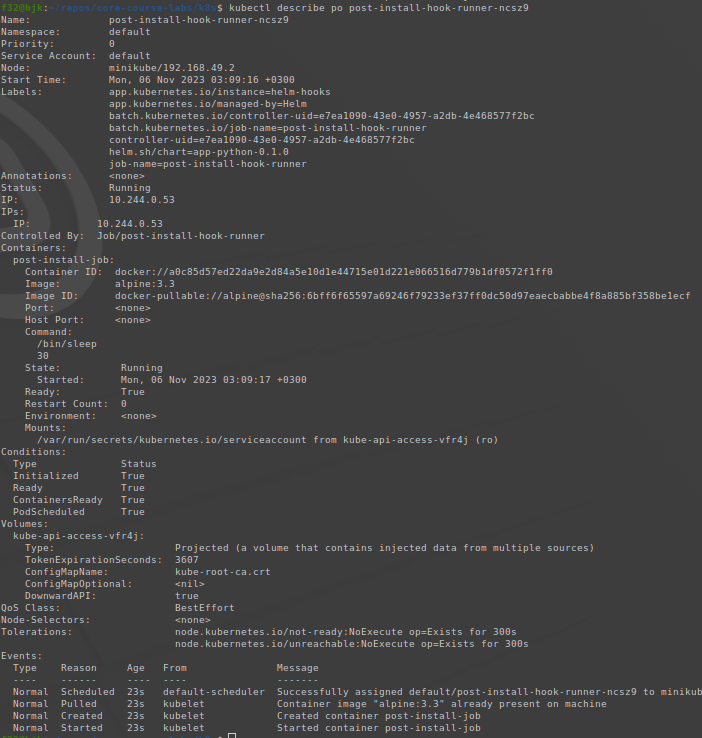 f32@hjk:~/repos/core-course-labs/k8s$ kubectl describe po post-install-hook-runner-ncsz9
Name:             post-install-hook-runner-ncsz9
Namespace:        default
Priority:         0
Service Account:  default
Node:             minikube/192.168.49.2
Start Time:       Mon, 06 Nov 2023 03:09:16 +0300
Labels:           app.kubernetes.io/instance=helm-hooks
                  app.kubernetes.io/managed-by=Helm
                  batch.kubernetes.io/controller-uid=e7ea1090-43e0-4957-a2db-4e468577f2bc
                  batch.kubernetes.io/job-name=post-install-hook-runner
                  controller-uid=e7ea1090-43e0-4957-a2db-4e468577f2bc
                  helm.sh/chart=app-python-0.1.0
                  job-name=post-install-hook-runner
Annotations:      <none>
Status:           Running
IP:               10.244.0.53
IPs:
  IP:           10.244.0.53
Controlled By:  Job/post-install-hook-runner
Containers:
  post-install-job:
    Container ID:  docker://a0c85d57ed22da9e2d84a5e10d1e44715e01d221e066516d779b1df0572f1ff0
    Image:         alpine:3.3
    Image ID:      docker-pullable://alpine@sha256:6bff6f65597a69246f79233ef37ff0dc50d97eaecbabbe4f8a885bf358be1ecf
    Port:          <none>
    Host Port:     <none>
    Command:
      /bin/sleep
      30
    State:          Running
      Started:      Mon, 06 Nov 2023 03:09:17 +0300
    Ready:          True
    Restart Count:  0
    Environment:    <none>
    Mounts:
      /var/run/secrets/kubernetes.io/serviceaccount from kube-api-access-vfr4j (ro)
Conditions:
  Type              Status
  Initialized       True
  Ready             True
  ContainersReady   True
  PodScheduled      True
Volumes:
  kube-api-access-vfr4j:
    Type:                    Projected (a volume that contains injected data from multiple sources)
    TokenExpirationSeconds:  3607
    ConfigMapName:           kube-root-ca.crt
    ConfigMapOptional:       <nil>
    DownwardAPI:             true
QoS Class:                   BestEffort
Node-Selectors:              <none>
Tolerations:                 node.kubernetes.io/not-ready:NoExecute op=Exists for 300s
                             node.kubernetes.io/unreachable:NoExecute op=Exists for 300s
Events:
  Type    Reason     Age   From               Message
  ----    ------     ----  ----               -------
  Normal  Scheduled  23s   default-scheduler  Successfully assigned default/post-install-hook-runner-ncsz9 to minikub
  Normal  Pulled     23s   kubelet            Container image "alpine:3.3" already present on machine
  Normal  Created    23s   kubelet            Created container post-install-job
  Normal  Started    23s   kubelet            Started container post-install-job